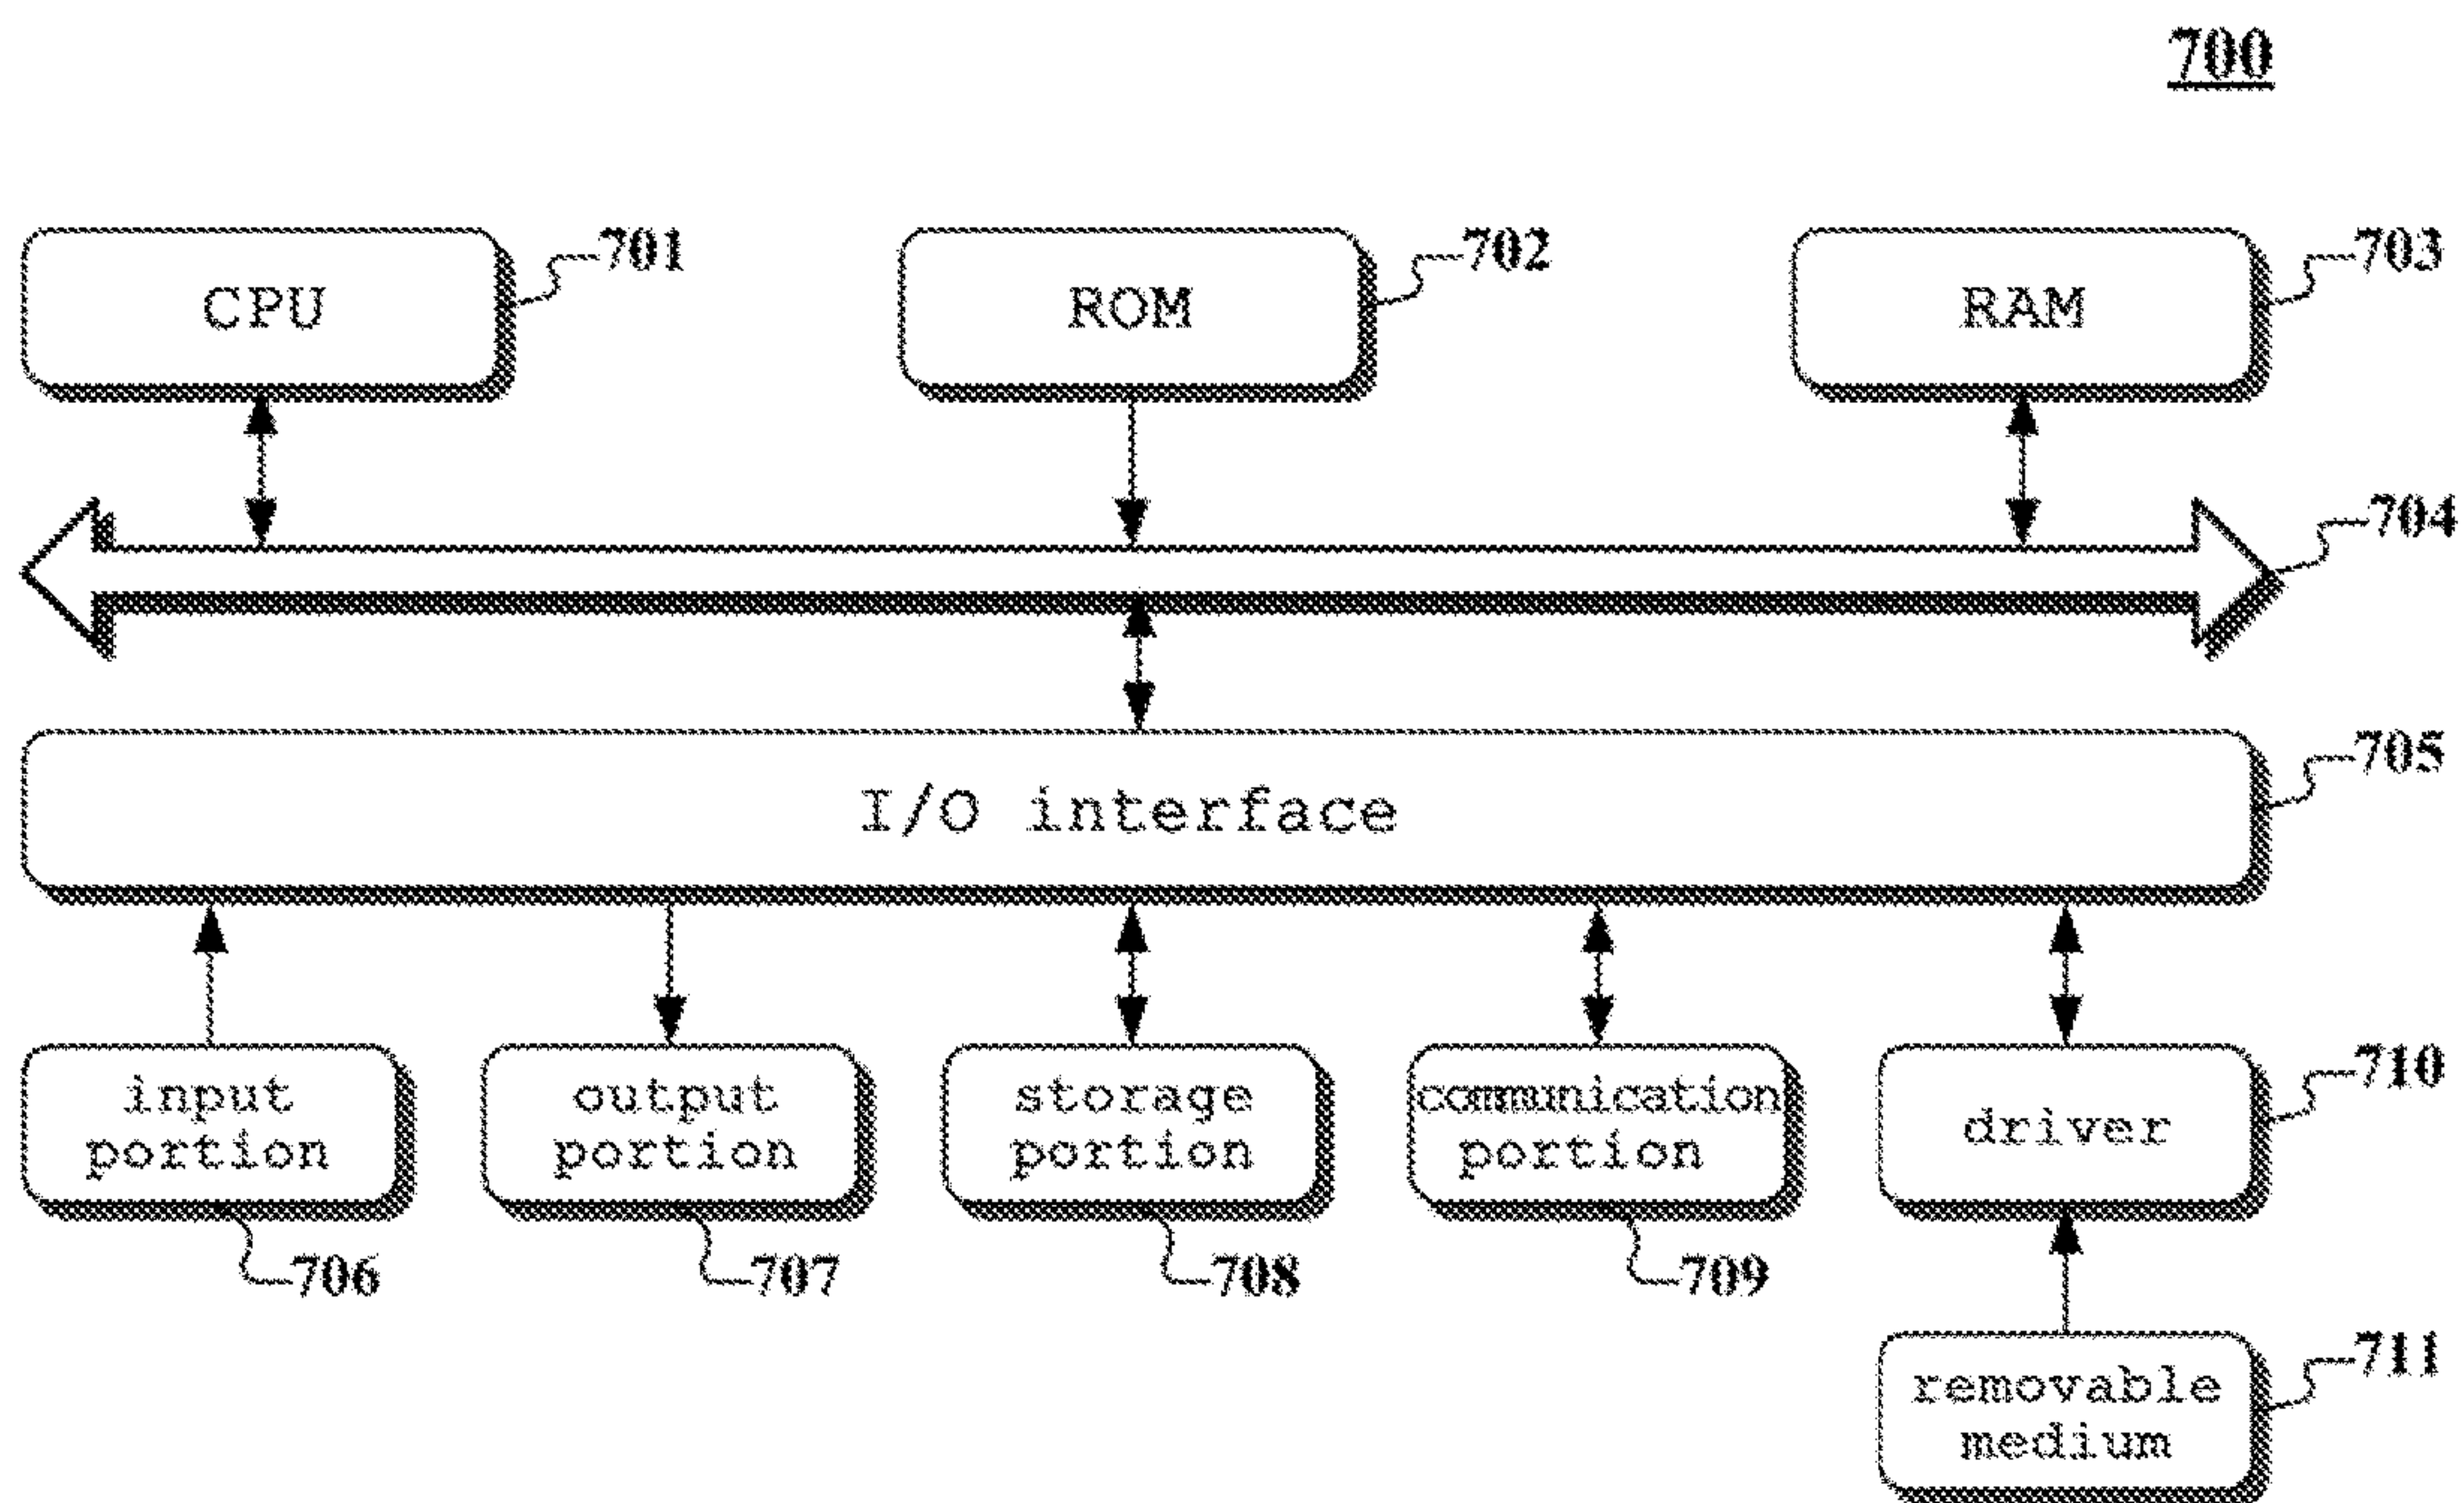 700
CPU
701
ROM
702
RAM
703
704
I/O interface
705
input
portion
706
output
portion
707
storage
portion
708
communication
portion
709
driver
710
removable
medium
711